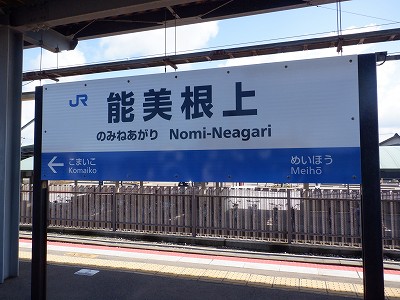 JR
能美根上
のみねあがり Nomi-Neagari
← こまいこ めいほう
Komaiko Meihō